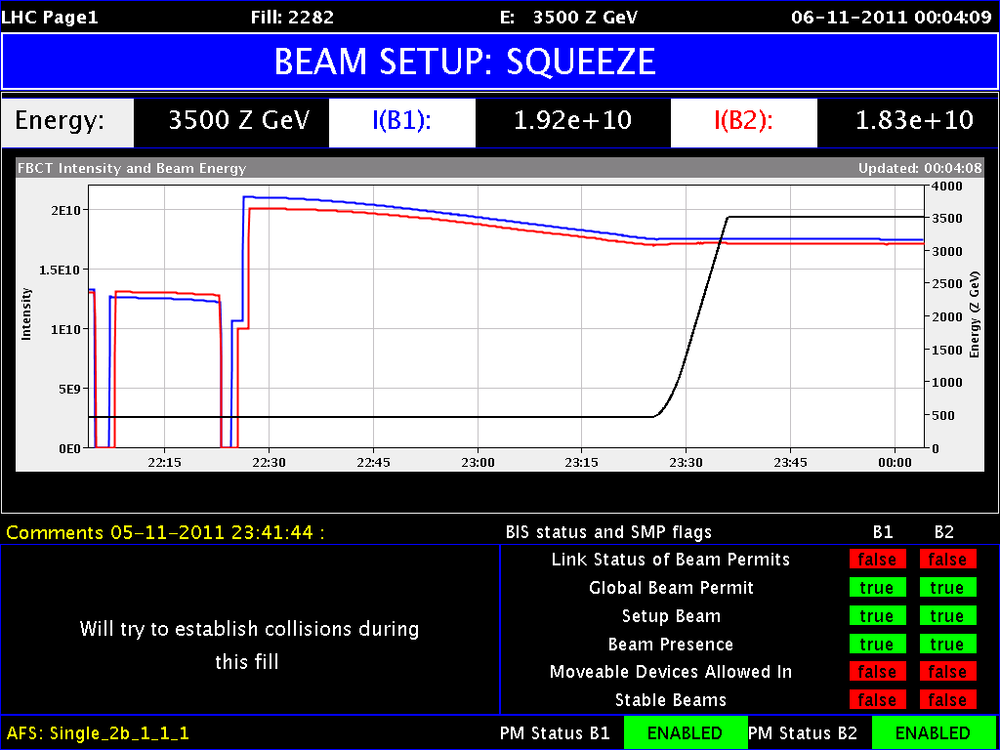 LHC Page1 Fill: 2282 E: 3500 Z GeV 06-11-2011 00:04:09
BEAM SETUP: SQUEEZE
Energy: 3500 Z GeV I(B1): 1.92e+10 I(B2): 1.83e+10
FBCT Intensity and Beam Energy Updated: 00:04:08
Intensity
2E10
1.5E10
1E10
5E9
0E0
4000
3500
3000
2500
2000
1500
1000
500
0
Energy (Z GeV)
22:15 22:30 22:45 23:00 23:15 23:30 23:45 00:00
Comments 05-11-2011 23:41:44 :
Will try to establish collisions during
this fill
BIS status and SMP flags B1 B2
Link Status of Beam Permits false false
Global Beam Permit true true
Setup Beam true true
Beam Presence true true
Moveable Devices Allowed In false false
Stable Beams false false
AFS: Single_2b_1_1_1 PM Status B1 ENABLED PM Status B2 ENABLED